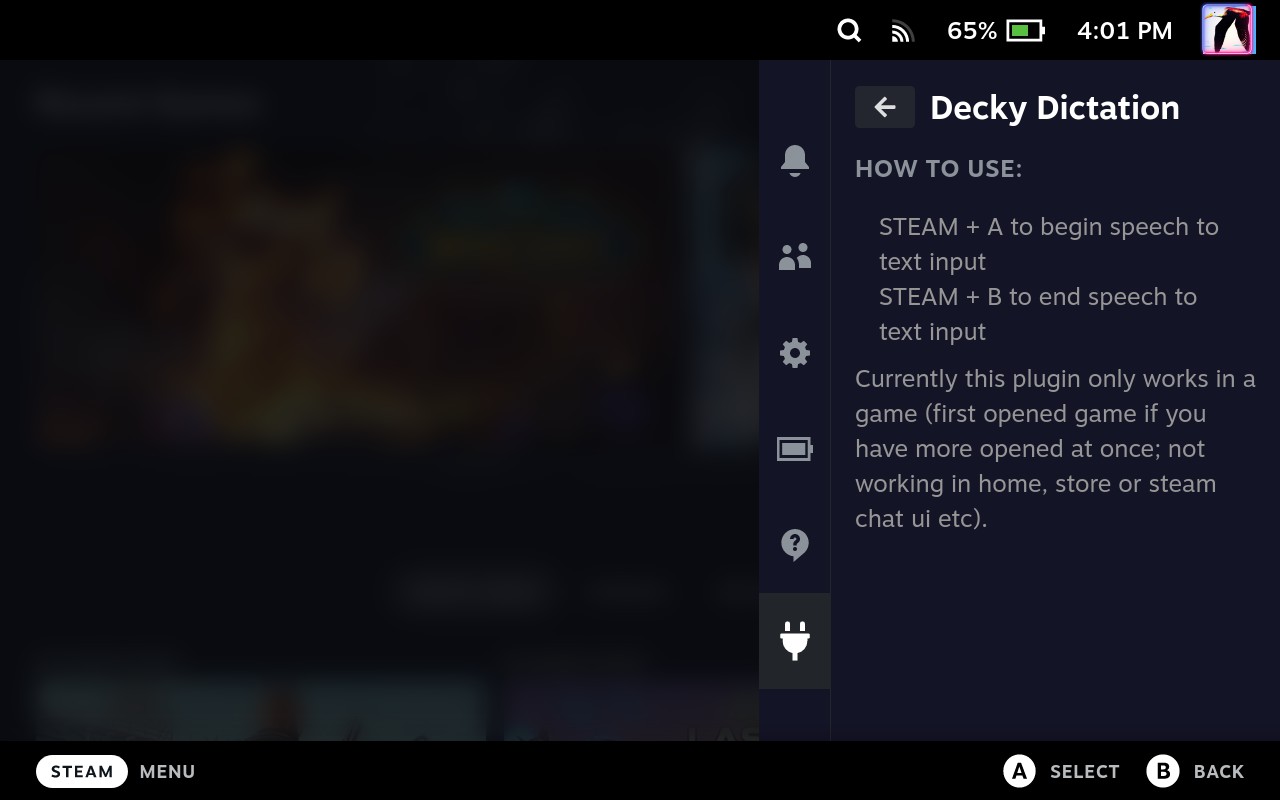 65%
4:01 PM
Decky Dictation
HOW TO USE:
STEAM + A to begin speech to
text input
STEAM + B to end speech to
text input
Currently this plugin only works in a
game (first opened game if you
have more opened at once; not
working in home, store or steam
chat ui etc).
STEAM MENU
A SELECT B BACK